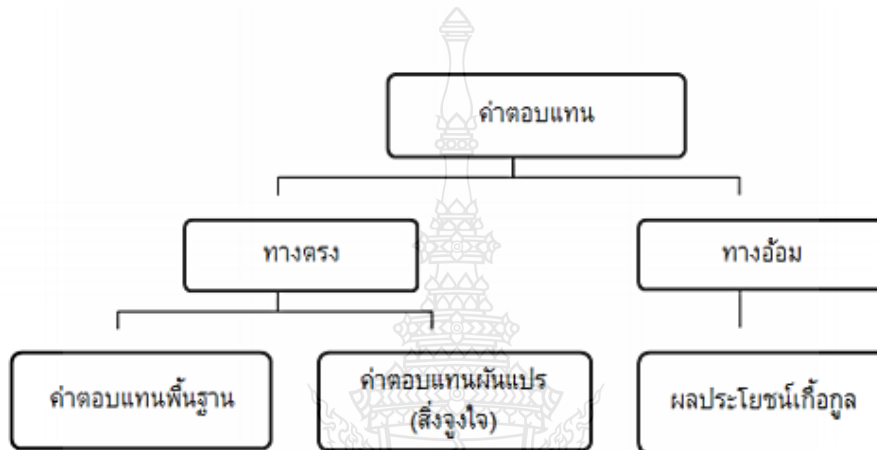 ค่าตอบแทน
ทางตรง
ทางอ้อม
ค่าตอบแทนพื้นฐาน
ค่าตอบแทนผันแปร
(สิ่งจูงใจ)
ผลประโยชน์เกื้อกูล